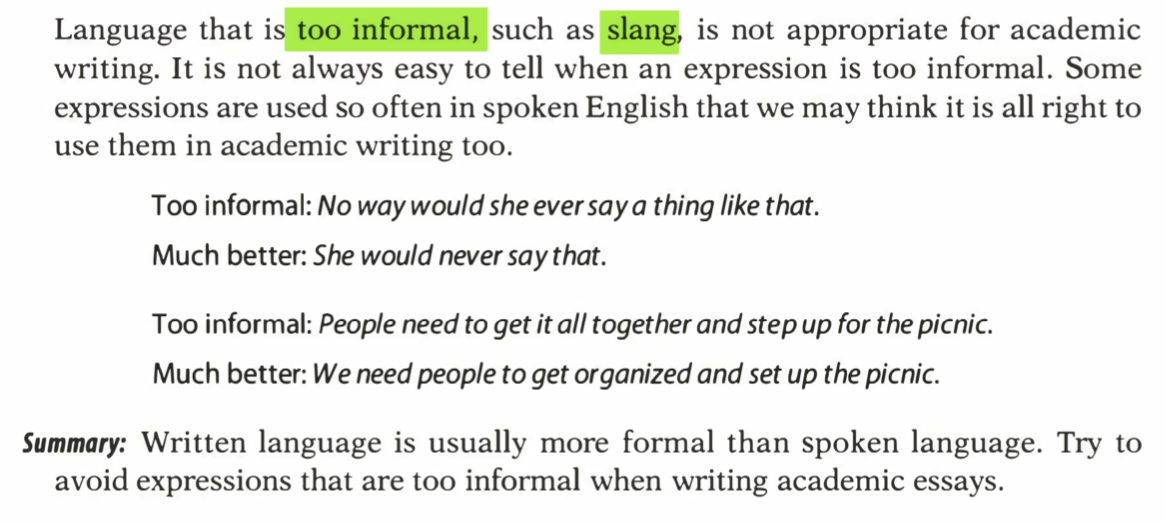 Language that is too informal, such as slang, is not appropriate for academic
writing. It is not always easy to tell when an expression is too informal. Some
expressions are used so often in spoken English that we may think it is all right to
use them in academic writing too.
Too informal: No way would she ever say a thing like that.
Much better: She would never say that.
Too informal: People need to get it all together and step up for the picnic.
Much better: We need people to get organized and set up the picnic.
Summary: Written language is usually more formal than spoken language. Try to
avoid expressions that are too informal when writing academic essays.